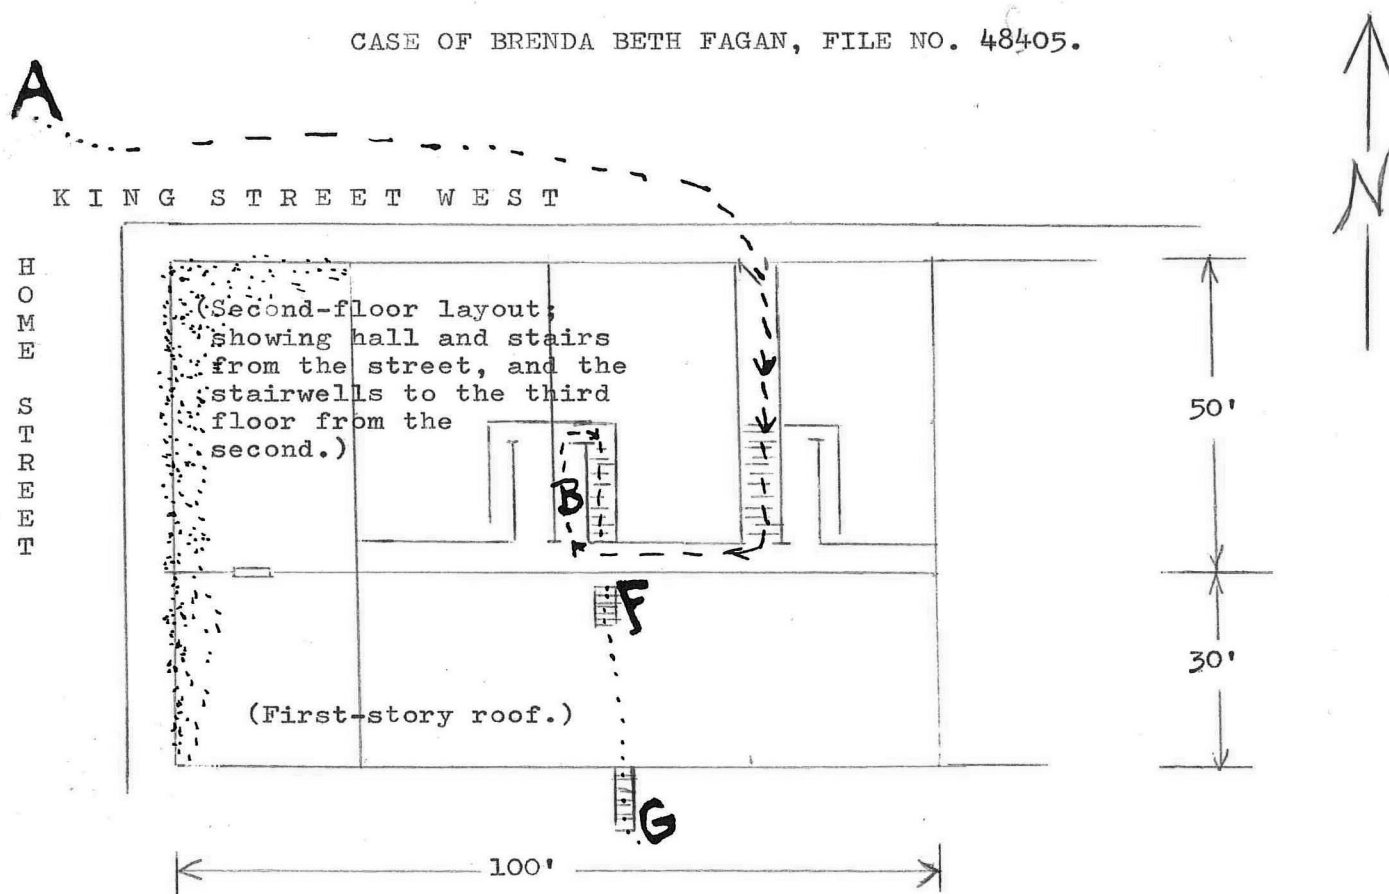 CASE OF BRENDA BETH FAGAN, FILE NO. 48405.
A
N
KING STREET WEST
HOME STREET
(Second-floor layout;
showing hall and stairs
from the street, and the
stairwells to the third
floor from the
second.)
50'
B
F
30'
(First-story roof.)
G
100'